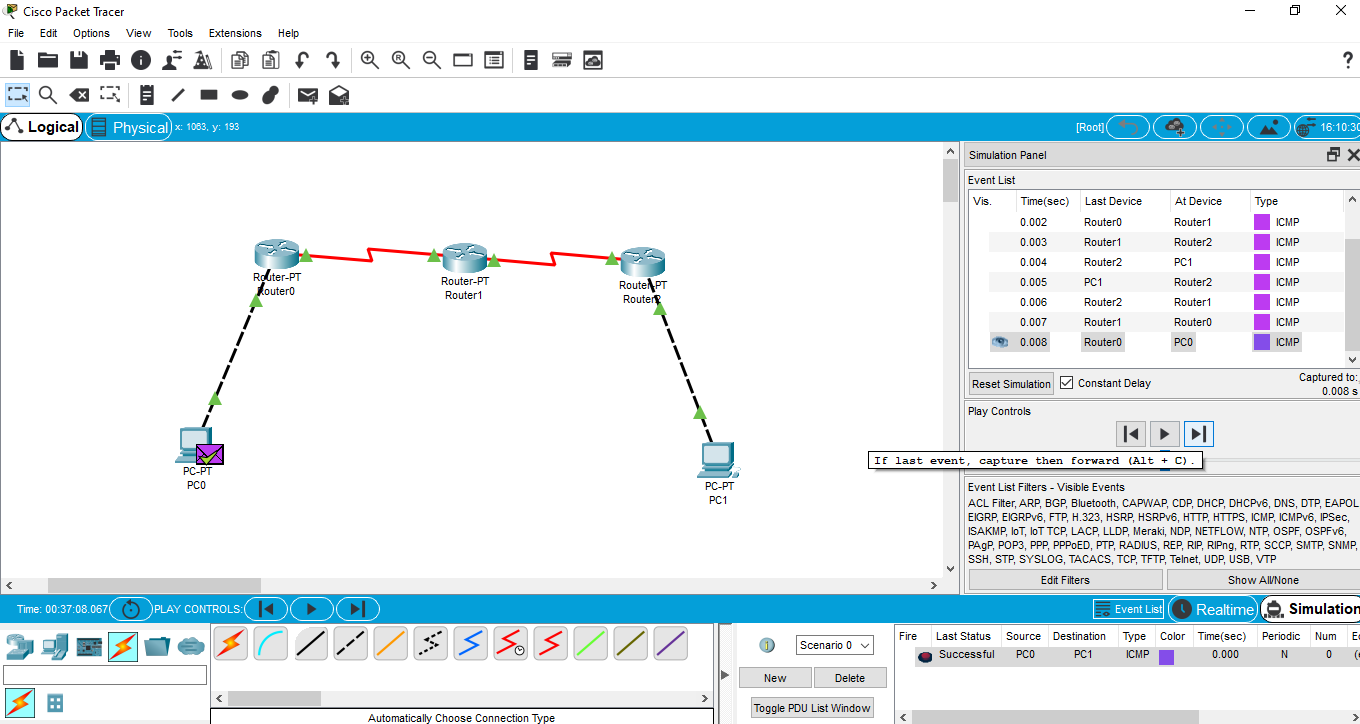 Cisco Packet Tracer
File Edit Options View Tools Extensions Help
?
Logical Physical x: 1063, y: 193 [Root] 16:10:30
Simulation Panel
Event List
Vis. Time(sec) Last Device At Device Type
0.002 Router0 Router1 ICMP
0.003 Router1 Router2 ICMP
0.004 Router2 PC1 ICMP
0.005 PC1 Router2 ICMP
0.006 Router2 Router1 ICMP
0.007 Router1 Router0 ICMP
0.008 Router0 PC0 ICMP
Reset Simulation Constant Delay Captured to:
0.008 s
Play Controls
If last event, capture then forward (Alt + C).
Event List Filters - Visible Events
ACL Filter, ARP, BGP, Bluetooth, CAPWAP, CDP, DHCP, DHCPv6, DNS, DTP, EAPOL
EIGRP, EIGRPv6, FTP, H.323, HSRP, HSRPv6, HTTP, HTTPS, ICMP, ICMPv6, IPSec,
ISAKMP, IoT, IoT TCP, LACP, LLDP, Meraki, NDP, NETFLOW, NTP, OSPF, OSPFv6,
PAgP, POP3, PPP, PPPoED, PTP, RADIUS, REP, RIP, RIPng, RTP, SCCP, SMTP, SNMP,
SSH, STP, SYSLOG, TACACS, TCP, TFTP, Telnet, UDP, USB, VTP
Edit Filters Show All/None
Router-PT
Router0
Router-PT
Router1
Router-PT
Router2
PC-PT
PC0
PC-PT
PC1
Time: 00:37:08.067 PLAY CONTROLS: Event List Realtime Simulation
Scenario 0
New Delete
Toggle PDU List Window
Fire Last Status Source Destination Type Color Time(sec) Periodic Num
Successful PC0 PC1 ICMP 0.000 N 0
Automatically Choose Connection Type